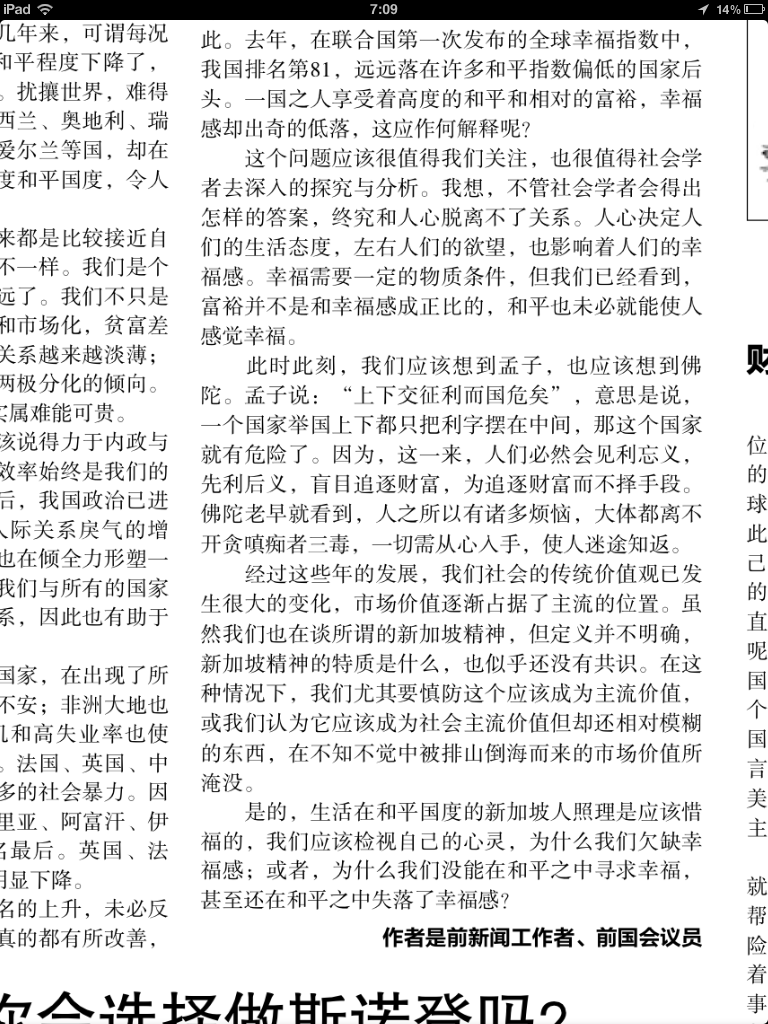 iPad
7:09
14%
几年来，可谓每况
和平程度下降了，
。扰攘世界，难得
西兰、奥地利、瑞
爱尔兰等国，却在
度和平国度，令人
来都是比较接近自
不一样。我们是个
远了。我们不只是
和市场化，贫富差
关系越来越淡薄；
两极分化的倾向。
实属难能可贵。
该说得力于内政与
效率始终是我们的
后，我国政治已进
人际关系戾气的增
也在倾全力形塑一
我们与所有的国家
系，因此也有助于
国家，在出现了所
不安；非洲大地也
机和高失业率也使
。法国、英国、中
多的社会暴力。因
里亚、阿富汗、伊
名最后。英国、法
明显下降。
名的上升，未必反
真的都有所改善，
此。去年，在联合国第一次发布的全球幸福指数中，
我国排名第81，远远落在许多和平指数偏低的国家后
头。一国之人享受着高度的和平和相对的富裕，幸福
感却出奇的低落，这应作何解释呢？
这个问题应该很值得我们关注，也很值得社会学
者去深入的探究与分析。我想，不管社会学者会得出
怎样的答案，终究和人心脱离不了关系。人心决定人
们的生活态度，左右人们的欲望，也影响着人们的幸
福感。幸福需要一定的物质条件，但我们已经看到，
富裕并不是和幸福感成正比的，和平也未必就能使人
感觉幸福。
此时此刻，我们应该想到孟子，也应该想到佛
陀。孟子说：“上下交征利而国危矣”，意思是说，
一个国家举国上下都只把利字摆在中间，那这个国家
就有危险了。因为，这一来，人们必然会见利忘义，
先利后义，盲目追逐财富，为追逐财富而不择手段。
佛陀老早就看到，人之所以有诸多烦恼，大体都离不
开贪嗔痴者三毒，一切需从心入手，使人迷途知返。
经过这些年的发展，我们社会的传统价值观已发
生很大的变化，市场价值逐渐占据了主流的位置。虽
然我们也在谈所谓的新加坡精神，但定义并不明确，
新加坡精神的特质是什么，也似乎还没有共识。在这
种情况下，我们尤其要慎防这个应该成为主流价值，
或我们认为它应该成为社会主流价值但却还相对模糊
的东西，在不知不觉中被排山倒海而来的市场价值所
淹没。
是的，生活在和平国度的新加坡人照理是应该惜
福的，我们应该检视自己的心灵，为什么我们欠缺幸
福感；或者，为什么我们没能在和平之中寻求幸福，
甚至还在和平之中失落了幸福感？
作者是前新闻工作者、前国会议员
你会选择做斯诺登吗？
财
位
的
球
此
己
的
直
呢
国
个
国
言
美
主
就
帮
险
着
事